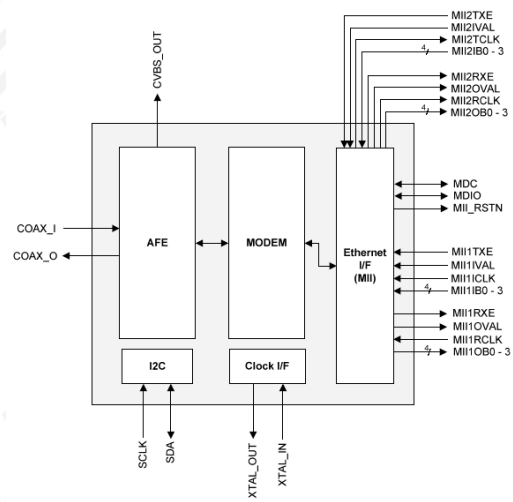 MII2TXE
MII2IVAL
MII2TCLK
4
MII2IB0 - 3
MII2RXE
MII2OVAL
MII2RCLK
4
MII2OB0 - 3
CVBS_OUT
COAX_I
COAX_O
AFE
MODEM
Ethernet
I/F
(MII)
MDC
MDIO
MII_RSTN
MII1TXE
MII1IVAL
MII1ICLK
4
MII1IB0 - 3
MII1RXE
MII1OVAL
MII1RCLK
4
MII1OB0 - 3
I2C
Clock I/F
SCLK
SDA
XTAL_OUT
XTAL_IN